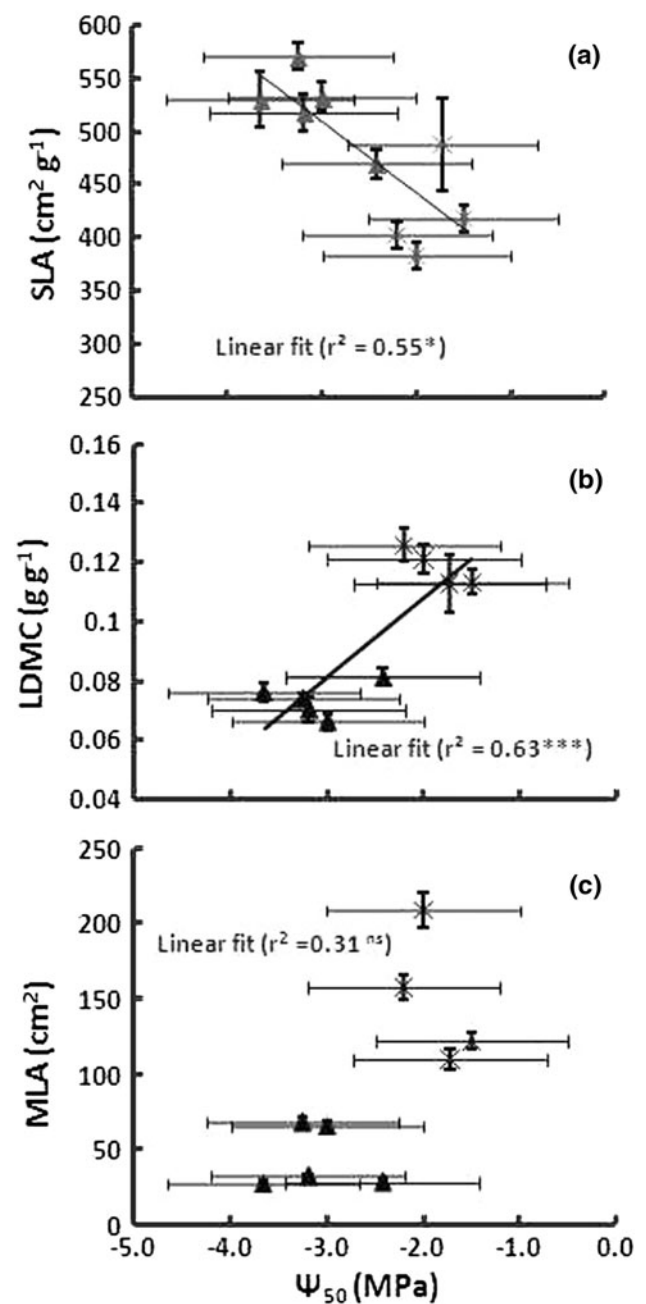 (a)
600
550
500
450
400
350
300
250
SLA (cm² g⁻¹)
Linear fit (r² = 0.55*)
(b)
0.16
0.14
0.12
0.1
0.08
0.06
0.04
LDMC (g g⁻¹)
Linear fit (r² = 0.63***)
(c)
250
200
150
100
50
0
MLA (cm²)
Linear fit (r² =0.31 ⁿˢ)
-5.0 -4.0 -3.0 -2.0 -1.0 0.0
Ψ₅₀ (MPa)